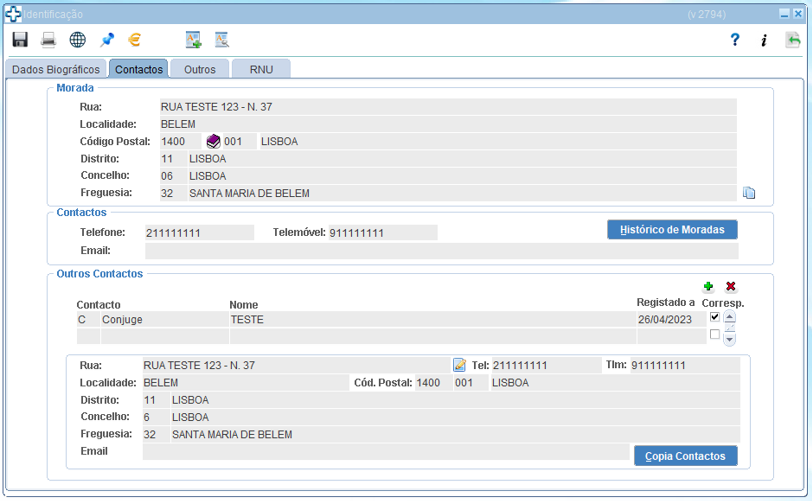 Identificação (v.2794)
? i
Dados Biográficos Contactos Outros RNU
Morada
Rua: RUA TESTE 123 - N. 37
Localidade: BELEM
Código Postal: 1400 001 LISBOA
Distrito: 11 LISBOA
Concelho: 06 LISBOA
Freguesia: 32 SANTA MARIA DE BELEM
Contactos
Telefone: 211111111 Telemóvel: 911111111 Histórico de Moradas
Email:
Outros Contactos
Contacto Nome Registado a Corresp.
C Conjuge TESTE 26/04/2023
Rua: RUA TESTE 123 - N. 37 Tel: 211111111 Tlm: 911111111
Localidade: BELEM Cód. Postal: 1400 001 LISBOA
Distrito: 11 LISBOA
Concelho: 6 LISBOA
Freguesia: 32 SANTA MARIA DE BELEM
Email Copia Contactos